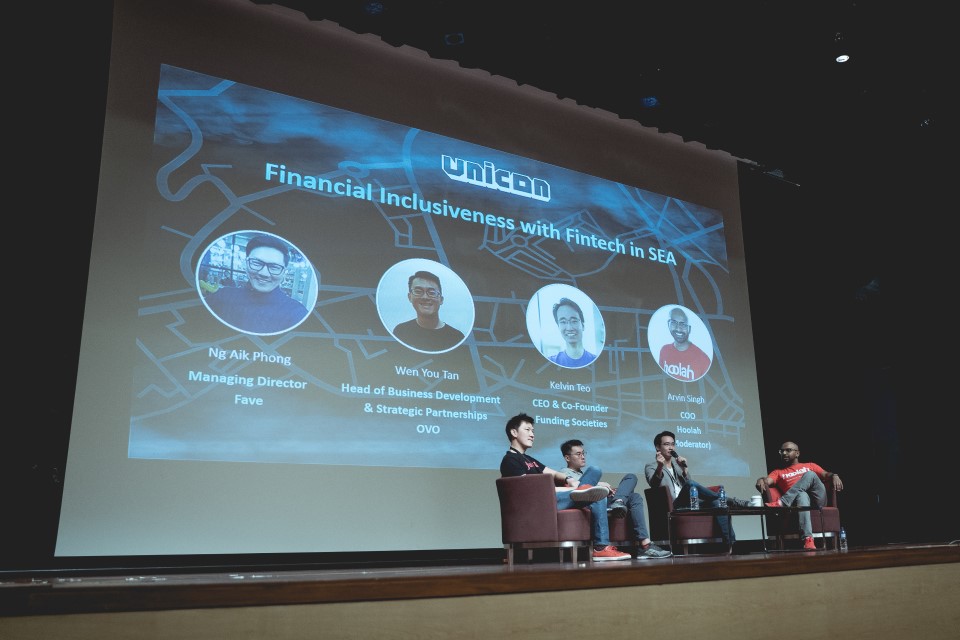 UNICON
Financial Inclusiveness with Fintech in SEA
hoolah
Ng Aik Phong
Managing Director
Fave
Wen You Tan
Head of Business Development
& Strategic Partnerships
OVO
Kelvin Teo
CEO & Co-Founder
Funding Societies
Arvin Singh
COO
Hoolah
Moderator)
hoolah